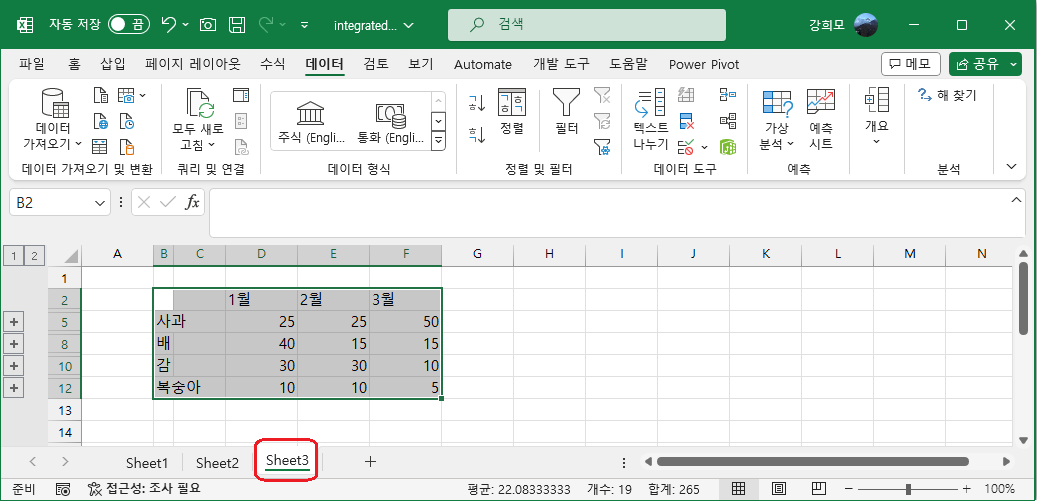 자동 저장 끔 integrated... 검색 강희모
파일 홈 삽입 페이지 레이아웃 수식 데이터 검토 보기 Automate 개발 도구 도움말 Power Pivot 메모 공유
데이터 가져오기 모두 새로 고침 주식 (Engli... 통화 (Engli... 정렬 필터 텍스트 나누기 가상 분석 예측 시트 개요 해 찾기
데이터 가져오기 및 변환 쿼리 및 연결 데이터 형식 정렬 및 필터 데이터 도구 예측 분석
B2 fx
1 2 A B C D E F G H I J K L M N
1
2 1월 2월 3월
5 사과 25 25 50
8 배 40 15 15
10 감 30 30 10
12 복숭아 10 10 5
13
14
Sheet1 Sheet2 Sheet3
준비 접근성: 조사 필요 평균: 22.08333333 개수: 19 합계: 265 100%